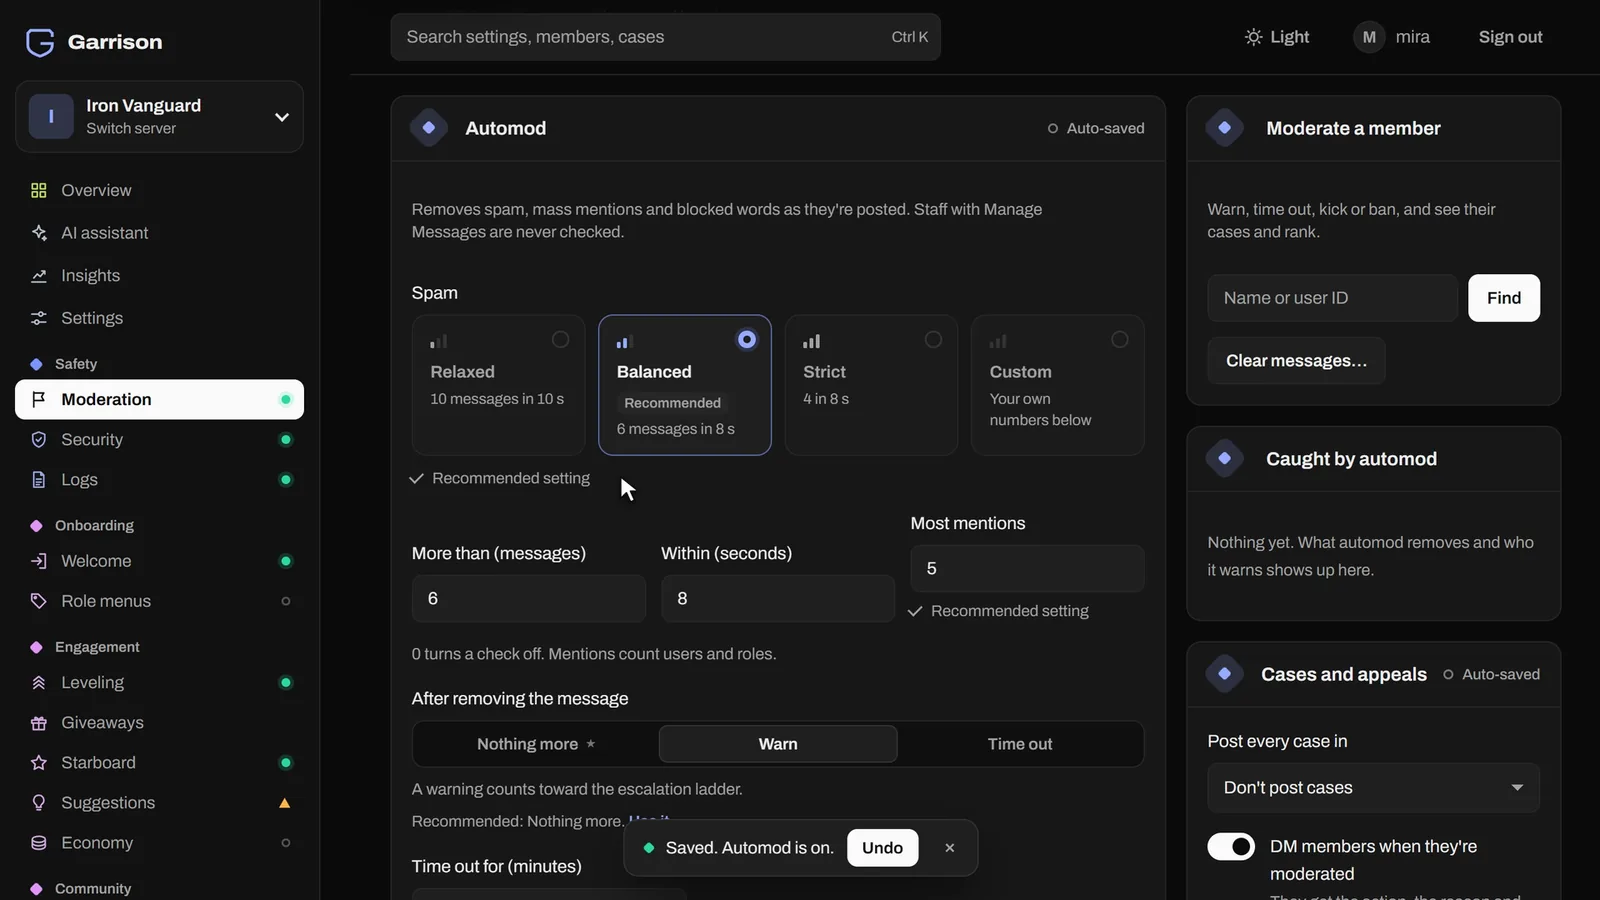 Garrison
I
Iron Vanguard
Switch server
Overview
AI assistant
Insights
Settings
Safety
Moderation
Security
Logs
Onboarding
Welcome
Role menus
Engagement
Leveling
Giveaways
Starboard
Suggestions
Economy
Community
Search settings, members, cases
Ctrl K
Light
M
mira
Sign out
Automod
Auto-saved
Removes spam, mass mentions and blocked words as they're posted. Staff with Manage
Messages are never checked.
Spam
Relaxed
10 messages in 10 s
Balanced
Recommended
6 messages in 8 s
Strict
4 in 8 s
Custom
Your own
numbers below
Recommended setting
More than (messages)
6
Within (seconds)
8
Most mentions
5
Recommended setting
0 turns a check off. Mentions count users and roles.
After removing the message
Nothing more ★
Warn
Time out
A warning counts toward the escalation ladder.
Recommended: Nothing more. Use it
Time out for (minutes)
Saved. Automod is on.
Undo
×
Moderate a member
Warn, time out, kick or ban, and see their
cases and rank.
Name or user ID
Find
Clear messages…
Caught by automod
Nothing yet. What automod removes and who
it warns shows up here.
Cases and appeals
Auto-saved
Post every case in
Don't post cases
DM members when they're
moderated
They get the action, the reason and